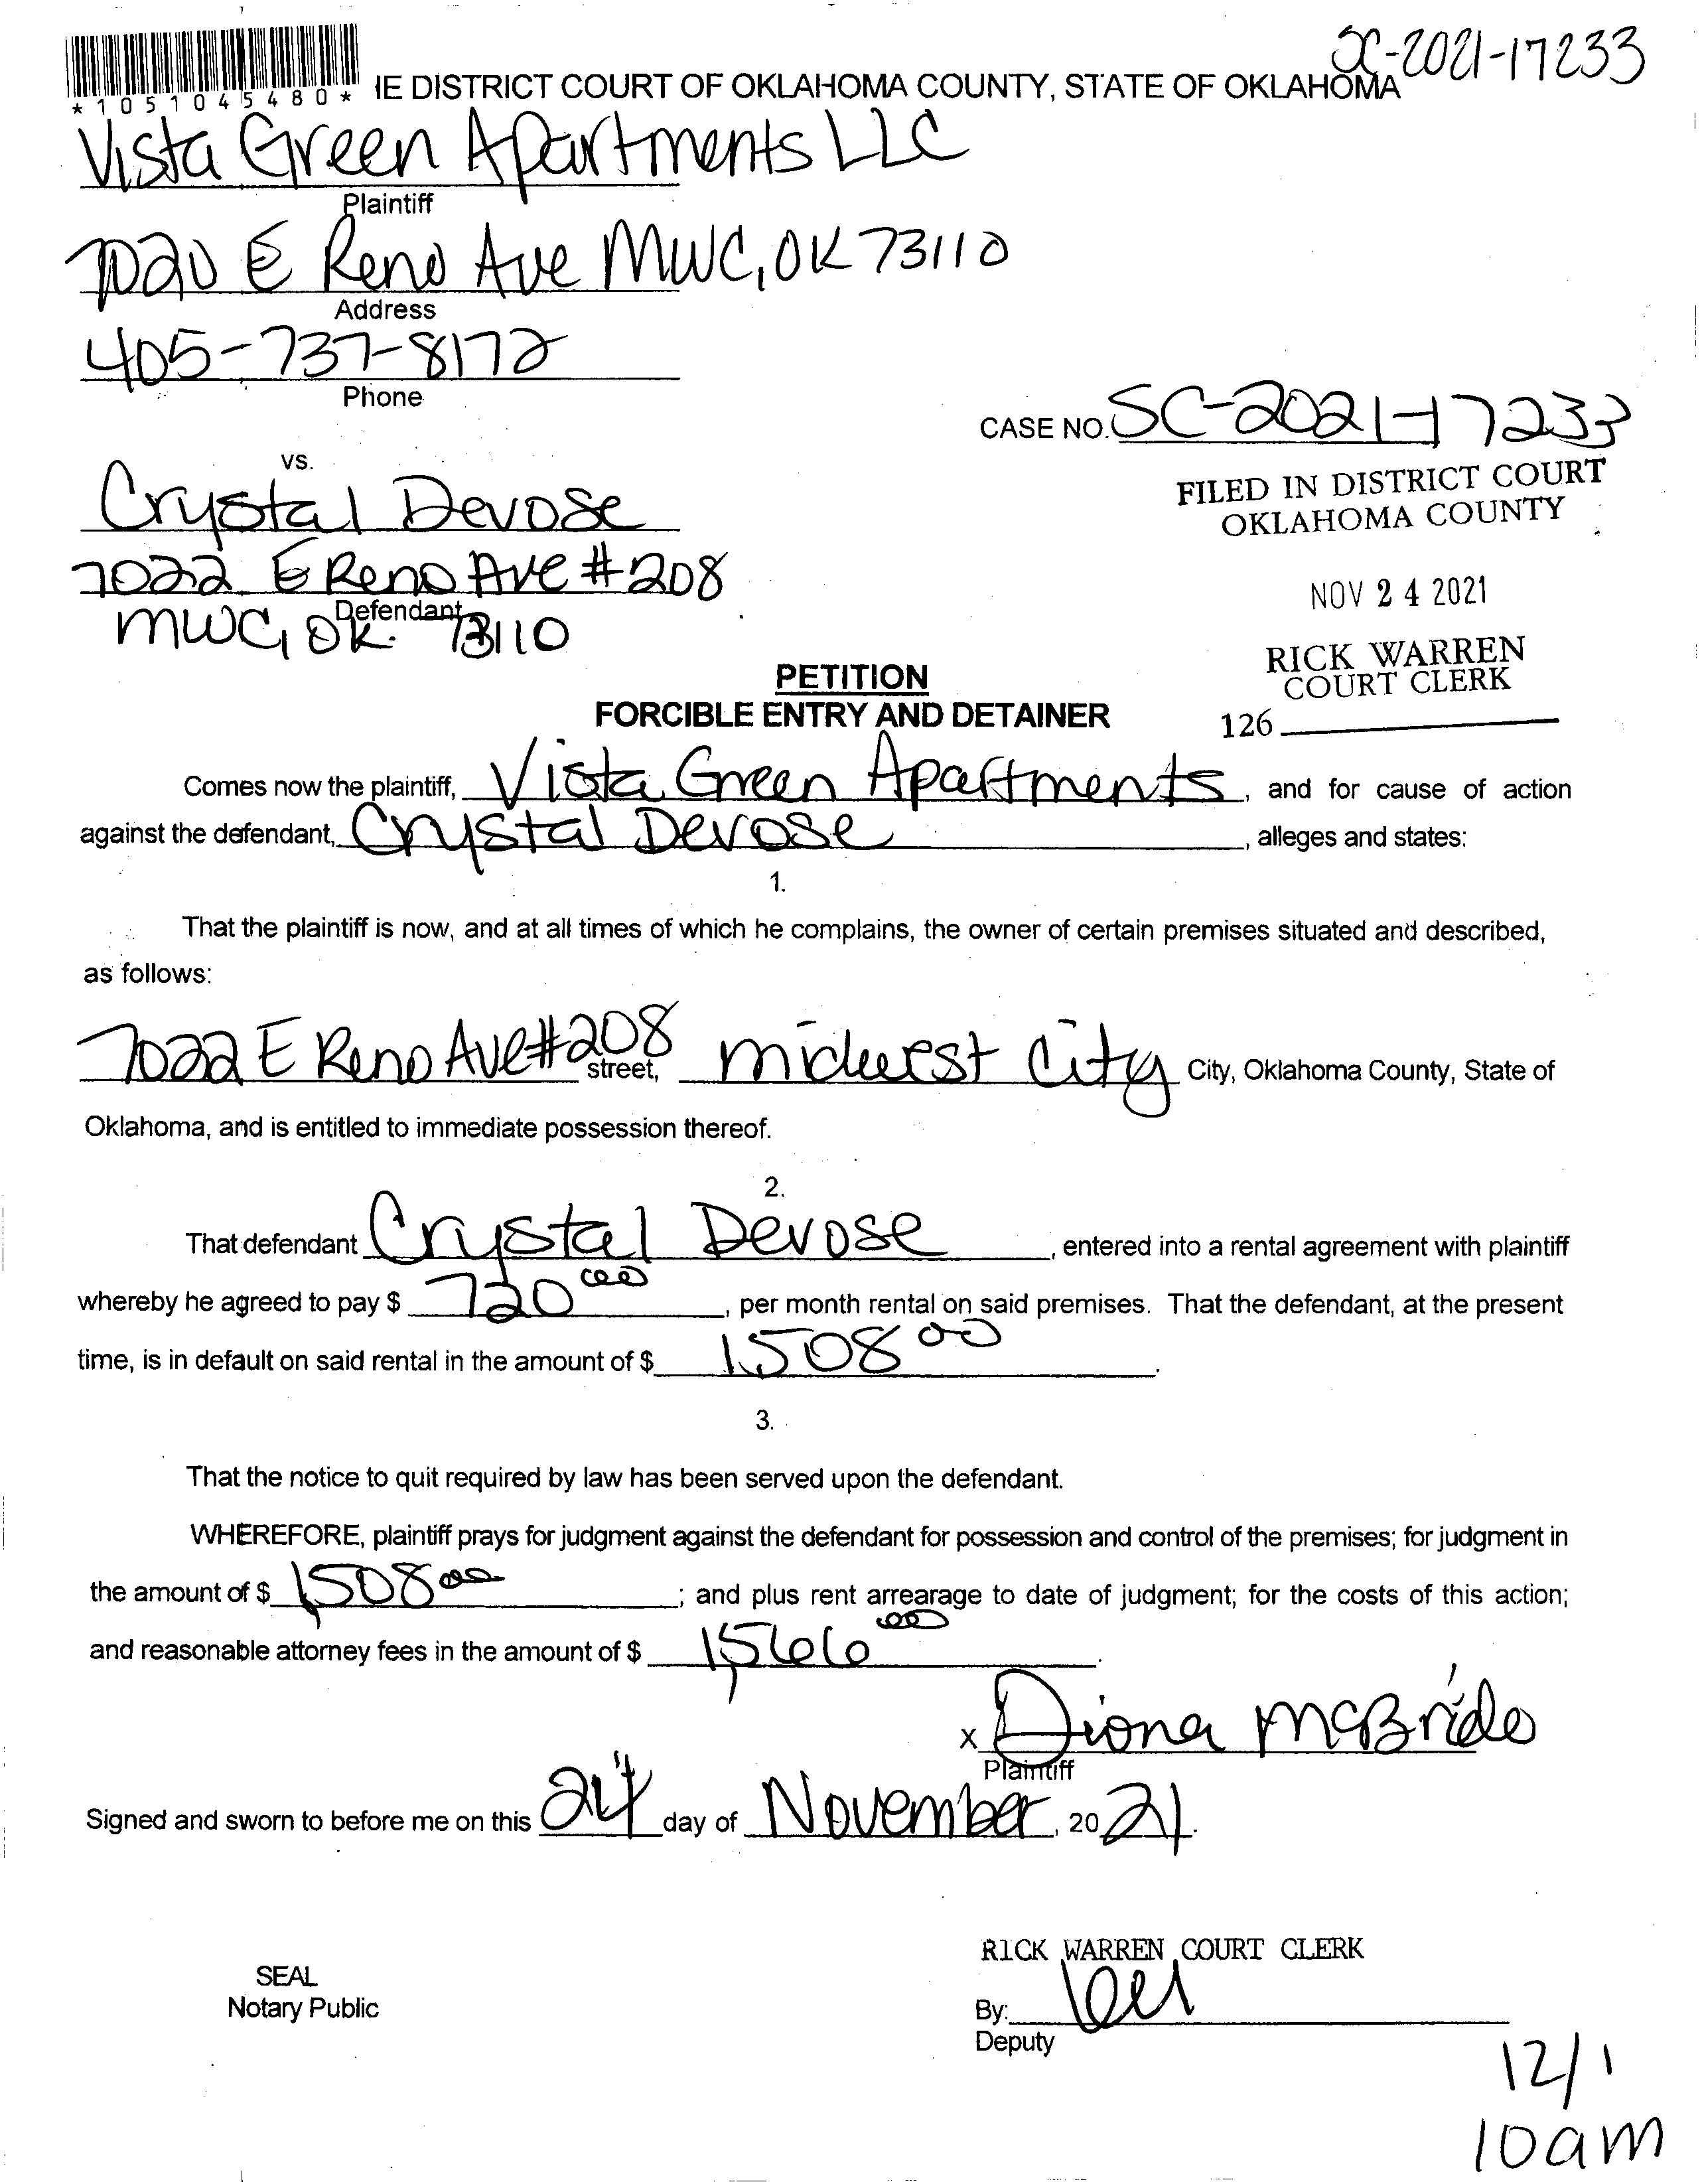 SC-2021-17233
*1051045480* IE DISTRICT COURT OF OKLAHOMA COUNTY, STATE OF OKLAHOMA
Vista Green Apartments LLC
Plaintiff
7020 E Reno Ave MWC, OK 73110
Address
405-737-8172
Phone
CASE NO. SC-2021-17233
vs.
FILED IN DISTRICT COURT
OKLAHOMA COUNTY
Crystal Devose
7022 E Reno Ave #208
Defendant
MWC, OK. 73110
NOV 24 2021
RICK WARREN
COURT CLERK
126
PETITION
FORCIBLE ENTRY AND DETAINER
Comes now the plaintiff, Vista Green Apartments, and for cause of action
against the defendant, Crystal Devose, alleges and states:
1.
That the plaintiff is now, and at all times of which he complains, the owner of certain premises situated and described,
as follows:
7022 E Reno Ave #208 street, midwest City City, Oklahoma County, State of
Oklahoma, and is entitled to immediate possession thereof.
2.
That defendant Crystal Devose, entered into a rental agreement with plaintiff
whereby he agreed to pay $ 720 00, per month rental on said premises. That the defendant, at the present
time, is in default on said rental in the amount of $ 1508 00.
3.
That the notice to quit required by law has been served upon the defendant.
WHEREFORE, plaintiff prays for judgment against the defendant for possession and control of the premises; for judgment in
the amount of $ 1,508 00; and plus rent arrearage to date of judgment; for the costs of this action;
and reasonable attorney fees in the amount of $ 1,566 00.
x Diona McBride
Plaintiff
Signed and sworn to before me on this 24 day of November, 20 21.
RICK WARREN COURT CLERK
SEAL
Notary Public
By:
Deputy
12/1
10am